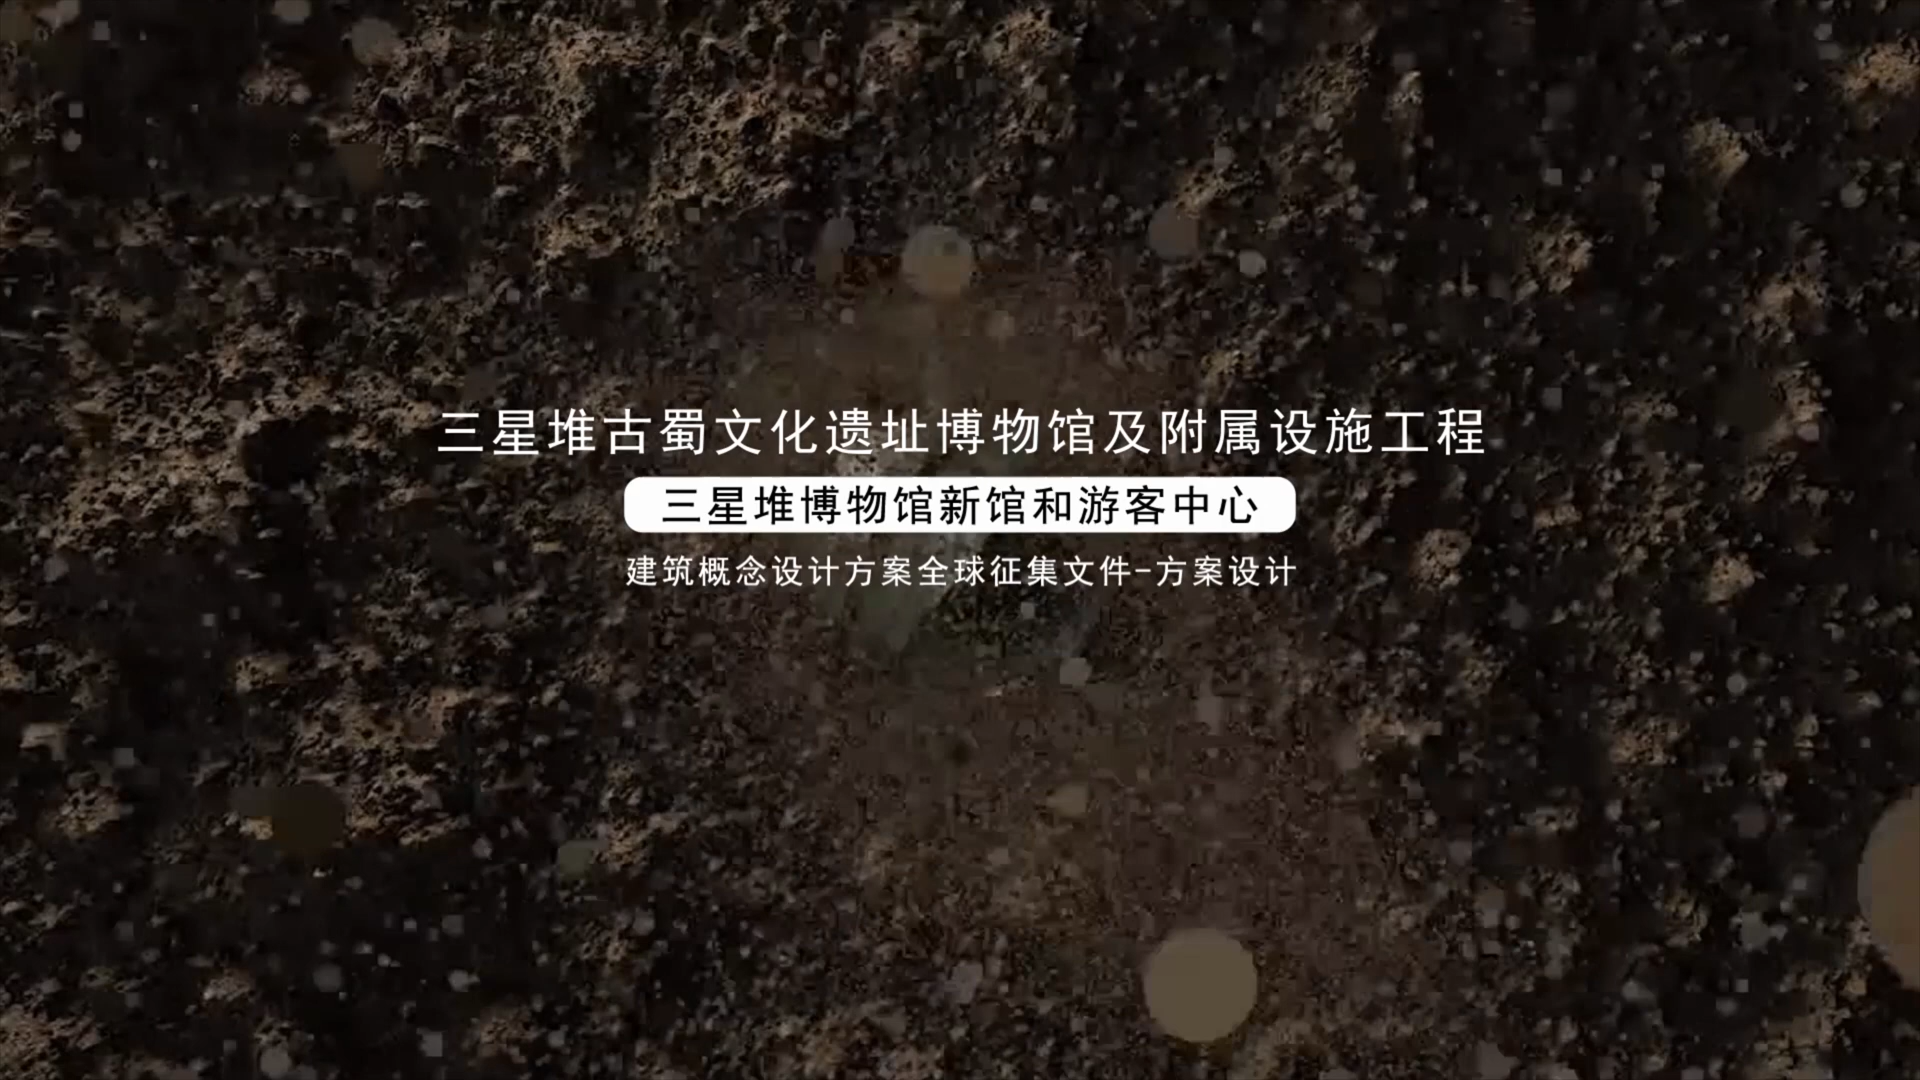 三星堆古蜀文化遗址博物馆及附属设施工程
三星堆博物馆新馆和游客中心
建筑概念设计方案全球征集文件-方案设计